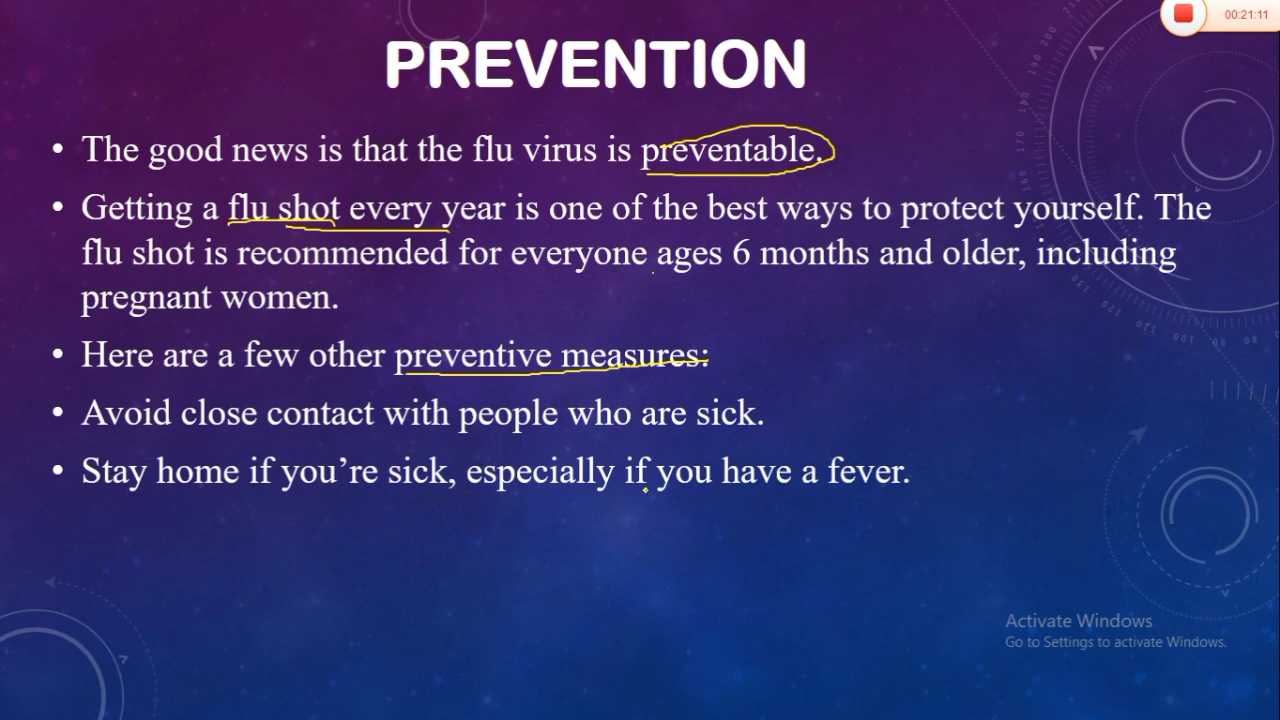 00:21:11
PREVENTION
• The good news is that the flu virus is preventable.
• Getting a flu shot every year is one of the best ways to protect yourself. The
flu shot is recommended for everyone ages 6 months and older, including
pregnant women.
• Here are a few other preventive measures:
• Avoid close contact with people who are sick.
• Stay home if you’re sick, especially if you have a fever.
Activate Windows
Go to Settings to activate Windows.